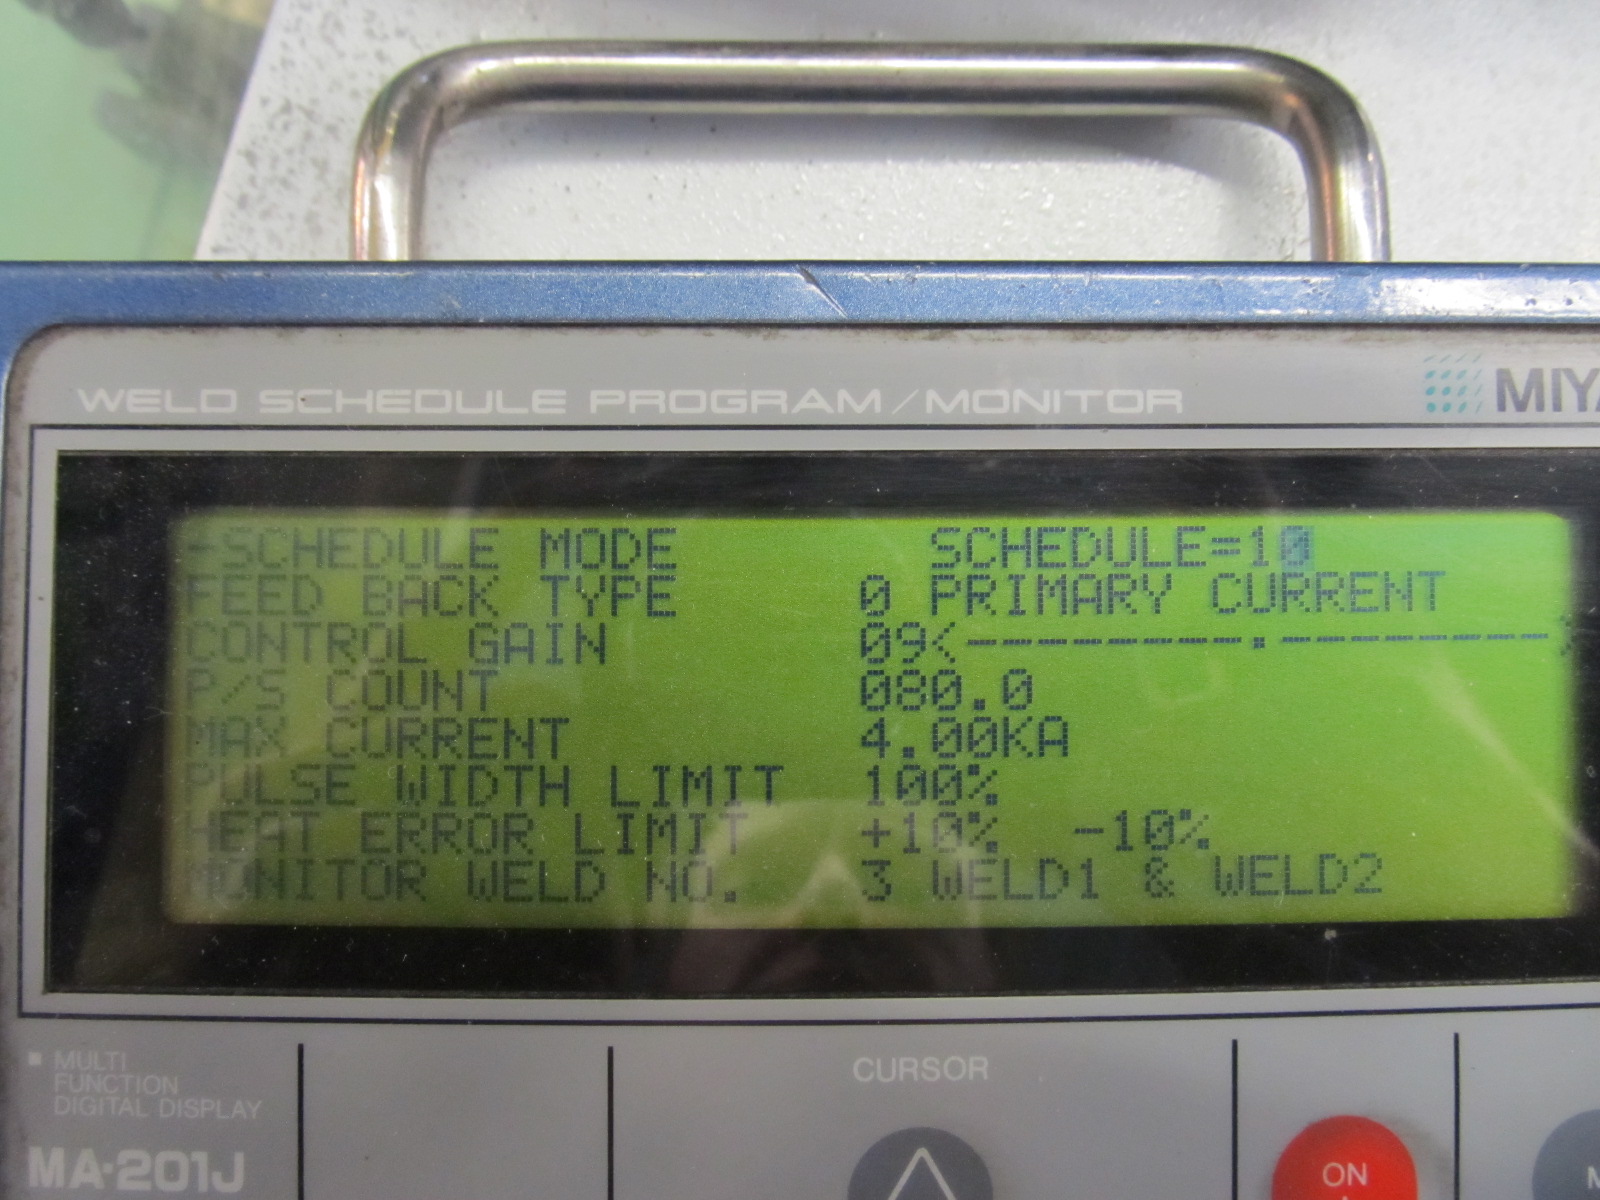 WELD SCHEDULE PROGRAM/MONITOR
-SCHEDULE MODE SCHEDULE=10
FEED BACK TYPE 0 PRIMARY CURRENT
CONTROL GAIN 09<--------.-------->
P/S COUNT 080.0
MAX CURRENT 4.00KA
PULSE WIDTH LIMIT 100%
HEAT ERROR LIMIT +10% -10%
MONITOR WELD NO. 3 WELD1 & WELD2
MULTI
FUNCTION
DIGITAL DISPLAY
MA-201J
CURSOR
ON